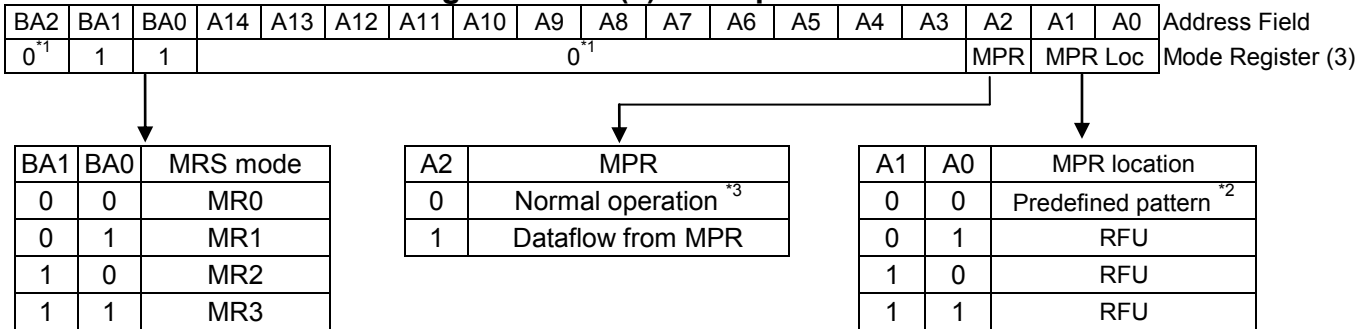 BA2 BA1 BA0 A14 A13 A12 A11 A10 A9 A8 A7 A6 A5 A4 A3 A2 A1 A0 Address Field
0*1 1 1 0*1 MPR MPR Loc Mode Register (3)
BA1 BA0 MRS mode
0 0 MR0
0 1 MR1
1 0 MR2
1 1 MR3
A2 MPR
0 Normal operation *3
1 Dataflow from MPR
A1 A0 MPR location
0 0 Predefined pattern *2
0 1 RFU
1 0 RFU
1 1 RFU